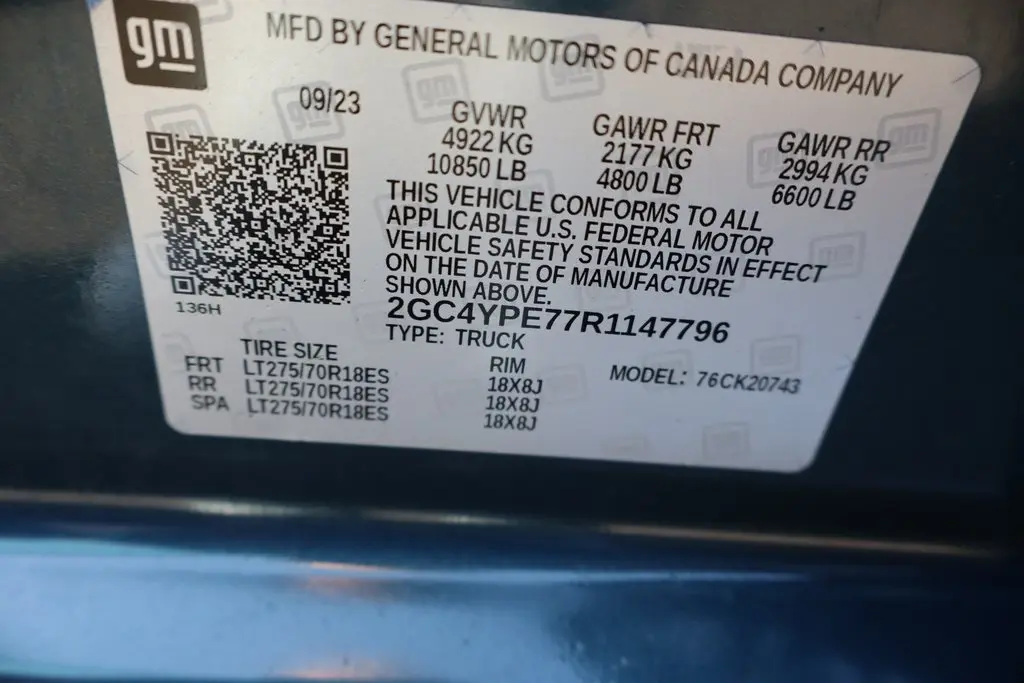 gm
MFD BY GENERAL MOTORS OF CANADA COMPANY
09/23
GVWR
4922 KG
10850 LB
GAWR FRT
2177 KG
4800 LB
GAWR RR
2994 KG
6600 LB
THIS VEHICLE CONFORMS TO ALL
APPLICABLE U.S. FEDERAL MOTOR
VEHICLE SAFETY STANDARDS IN EFFECT
ON THE DATE OF MANUFACTURE
SHOWN ABOVE.
2GC4YPE77R1147796
TYPE: TRUCK
136H
TIRE SIZE RIM
FRT LT275/70R18ES 18X8J
RR LT275/70R18ES 18X8J
SPA LT275/70R18ES 18X8J
MODEL: 76CK20743